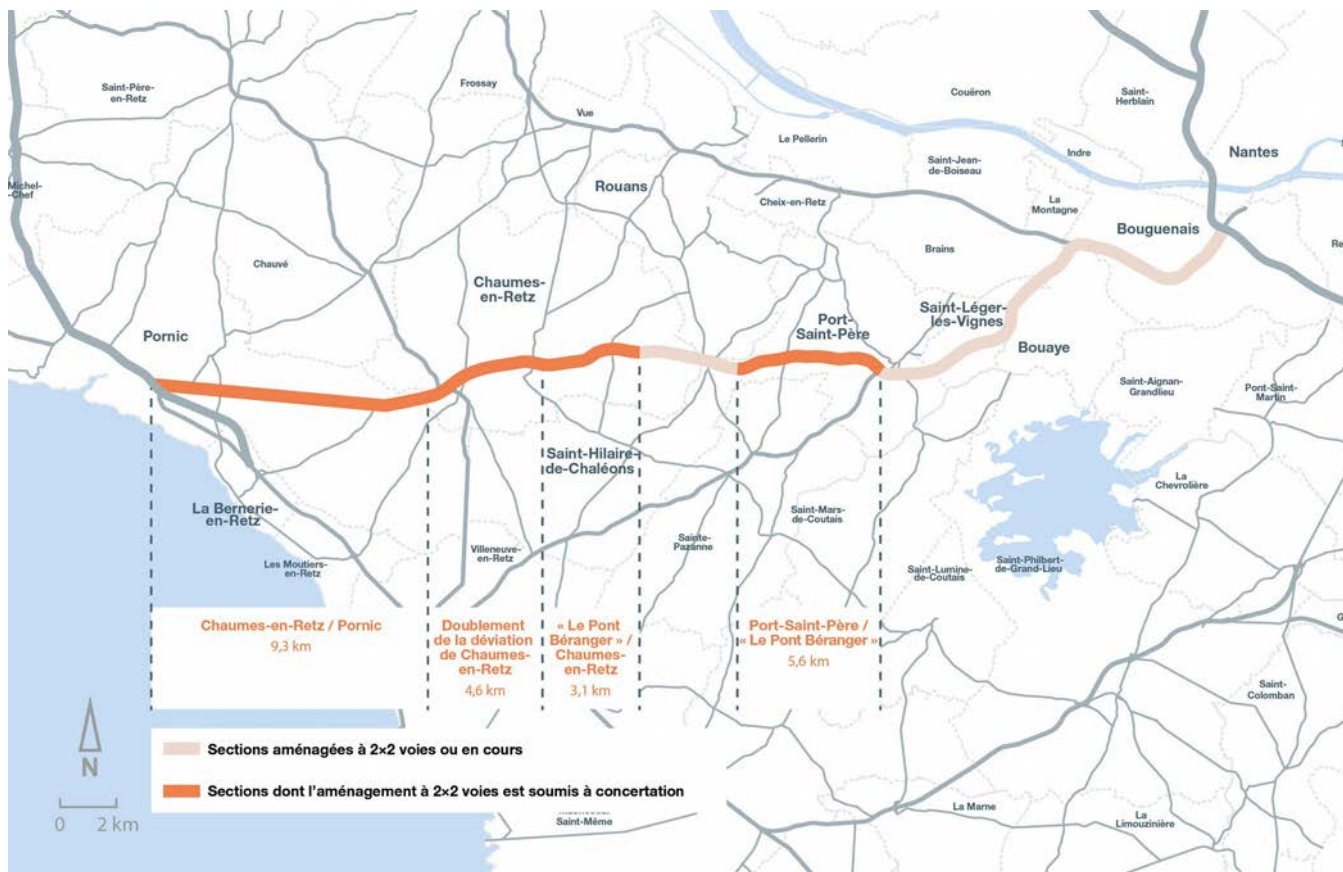 Saint-Père-
en-Retz
Frossay
Vue
Couëron
Saint-
Herblain
Le Pellerin
Saint-Jean-
de-Boiseau
Indre
Nantes
Michel-
-Chef
Rouans
Cheix-en-Retz
La
Montagne
Bouguenais
Re
Brains
Chauvé
Chaumes-
en-Retz
Saint-Léger-
les-Vignes
Port-
Saint-Père
Pornic
Bouaye
Saint-Aignan-
Grandlieu
Pont-Saint-
Martin
Saint-Hilaire-
de-Chaléons
La
Chevrolière
La Bernerie-
en-Retz
Saint-Mars-
de-Coutais
Sainte-
Pazanne
Villeneuve-
en-Retz
Les Moutiers-
en-Retz
Saint-Lumine-
de-Coutais
Saint-Philbert-
de-Grand-Lieu
Chaumes-en-Retz / Pornic
9,3 km
Doublement
de la déviation
de Chaumes-
en-Retz
4,6 km
« Le Pont
Béranger » /
Chaumes-
en-Retz
3,1 km
Port-Saint-Père /
« Le Pont Béranger »
5,6 km
G
Saint-
Colomban
N
0 2 km
Sections aménagées à 2×2 voies ou en cours
Sections dont l'aménagement à 2×2 voies est soumis à concertation
Saint-Même
La Marne
La
Limouzinière